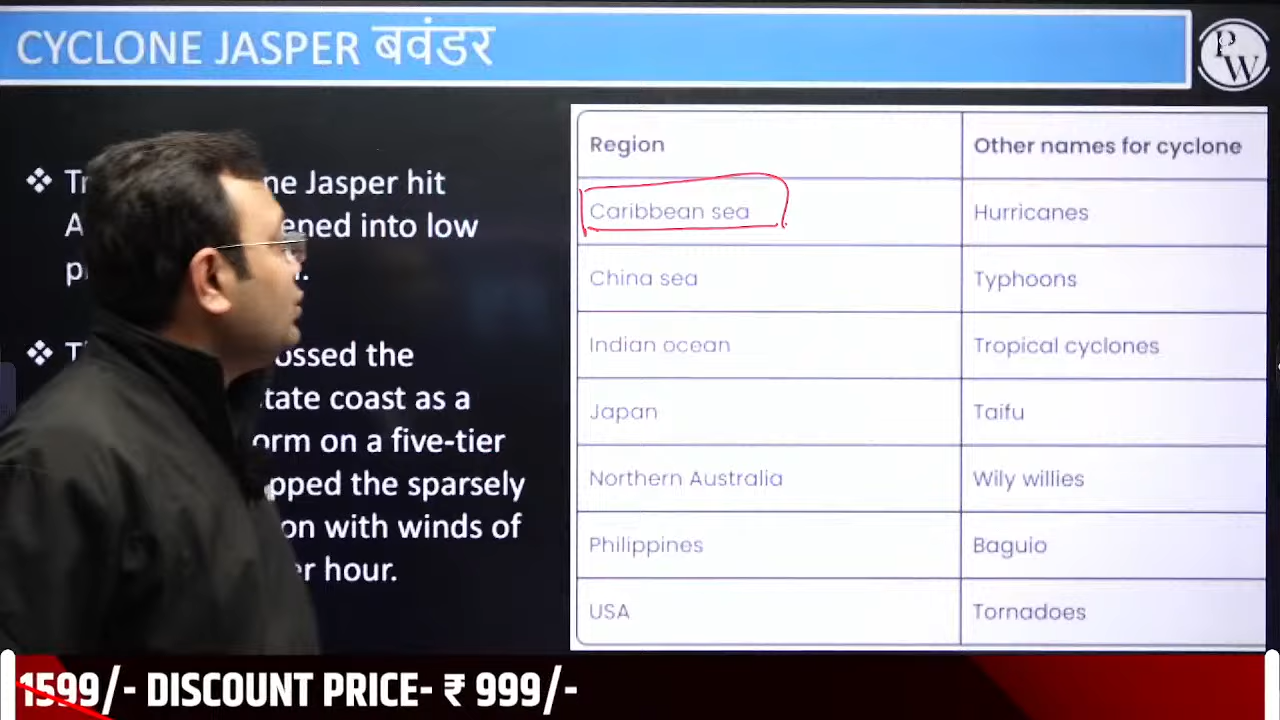 CYCLONE JASPER बवंडर
PW
❖ ne Jasper hit
ened into low
❖ ossed the
tate coast as a
orm on a five-tier
pped the sparsely
on with winds of
er hour.
Region Other names for cyclone
Caribbean sea Hurricanes
China sea Typhoons
Indian ocean Tropical cyclones
Japan Taifu
Northern Australia Wily willies
Philippines Baguio
USA Tornadoes
1599/- DISCOUNT PRICE- ₹ 999/-